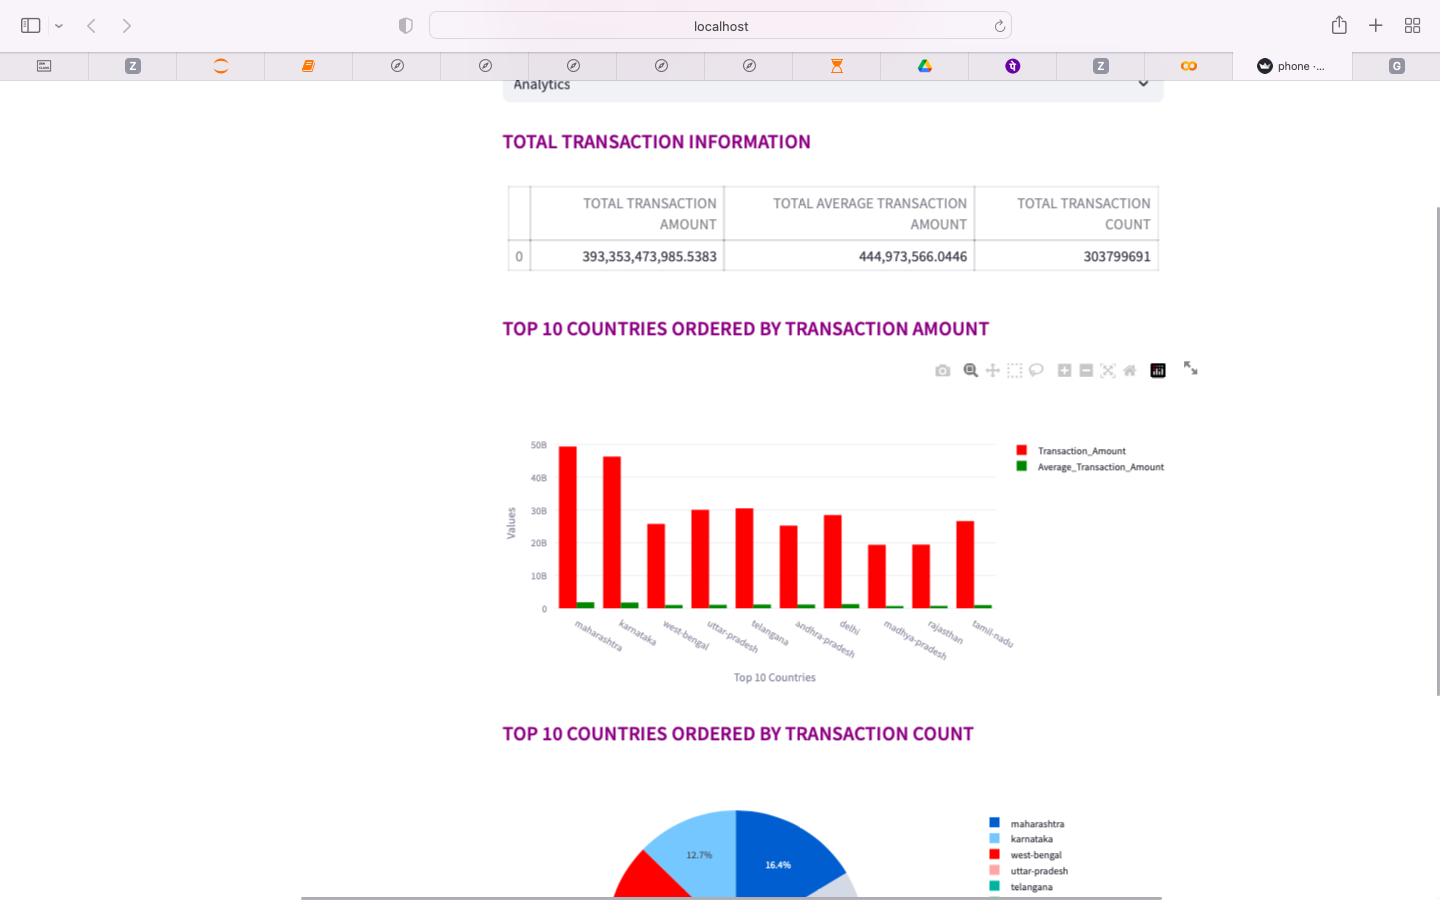 localhost
Z
Z
phone ·...
G
Analytics
TOTAL TRANSACTION INFORMATION
TOTAL TRANSACTION AMOUNT
TOTAL AVERAGE TRANSACTION AMOUNT
TOTAL TRANSACTION COUNT
0
393,353,473,985.5383
444,973,566.0446
303799691
TOP 10 COUNTRIES ORDERED BY TRANSACTION AMOUNT
50B
40B
30B
20B
10B
0
Values
Transaction_Amount
Average_Transaction_Amount
maharashtra
karnataka
west-bengal
uttar-pradesh
telangana
andhra-pradesh
delhi
madhya-pradesh
rajasthan
tamil-nadu
Top 10 Countries
TOP 10 COUNTRIES ORDERED BY TRANSACTION COUNT
12.7%
16.4%
maharashtra
karnataka
west-bengal
uttar-pradesh
telangana